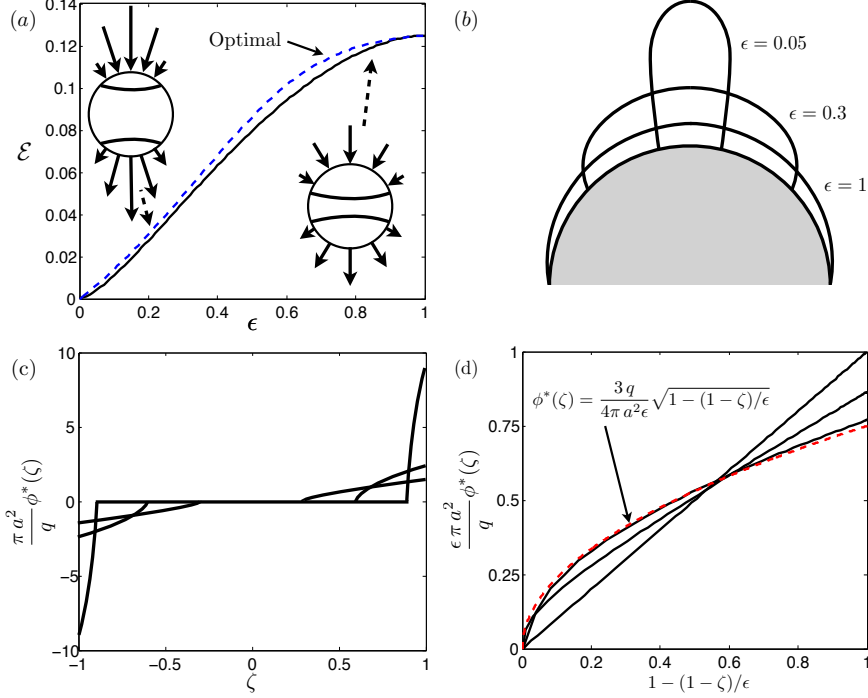 (a)
0.14
0.12
0.1
0.08
0.06
0.04
0.02
0
ℰ
Optimal
0 0.2 0.4 0.6 0.8 1
ϵ
(b)
ϵ = 0.05
ϵ = 0.3
ϵ = 1
(c)
10
5
0
−5
−10
π a² / q ϕ*(ζ)
−1 −0.5 0 0.5 1
ζ
(d)
1
0.75
0.5
0.25
0
ϵ π a² / q ϕ*(ζ)
ϕ*(ζ) = 3 q / 4π a²ϵ √1−(1−ζ)/ϵ
0 0.2 0.4 0.6 0.8 1
1−(1−ζ)/ϵ